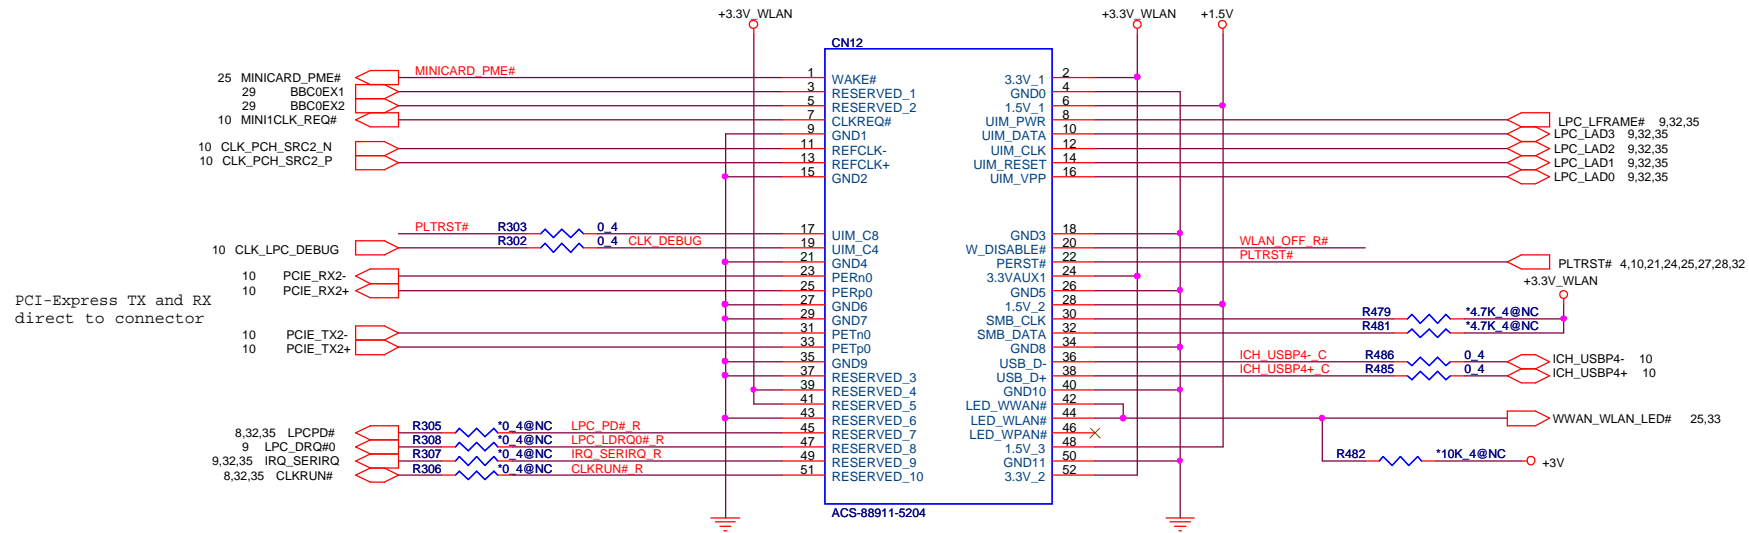 +3.3V_WLAN
+3.3V_WLAN +1.5V
CN12
25 MINICARD_PME# MINICARD_PME# 1 WAKE# 3.3V_1 2
29 BBC0EX1 3 RESERVED_1 GND0 4
29 BBC0EX2 5 RESERVED_2 1.5V_1 6
10 MINI1CLK_REQ# 7 CLKREQ# UIM_PWR 8 LPC_LFRAME# 9,32,35
9 GND1 UIM_DATA 10 LPC_LAD3 9,32,35
10 CLK_PCH_SRC2_N 11 REFCLK- UIM_CLK 12 LPC_LAD2 9,32,35
10 CLK_PCH_SRC2_P 13 REFCLK+ UIM_RESET 14 LPC_LAD1 9,32,35
15 GND2 UIM_VPP 16 LPC_LAD0 9,32,35
PLTRST# R303 0_4 17 UIM_C8 GND3 18
10 CLK_LPC_DEBUG R302 0_4 CLK_DEBUG 19 UIM_C4 W_DISABLE# 20 WLAN_OFF_R#
21 GND4 PERST# 22 PLTRST# PLTRST# 4,10,21,24,25,27,28,32
10 PCIE_RX2- 23 PERn0 3.3VAUX1 24
+3.3V_WLAN
10 PCIE_RX2+ 25 PERp0 GND5 26
PCI-Express TX and RX
direct to connector
27 GND6 1.5V_2 28
29 GND7 SMB_CLK 30 R479 *4.7K_4@NC
10 PCIE_TX2- 31 PETn0 SMB_DATA 32 R481 *4.7K_4@NC
10 PCIE_TX2+ 33 PETp0 GND8 34
35 GND9 USB_D- 36 ICH_USBP4-_C R486 0_4 ICH_USBP4- 10
37 RESERVED_3 USB_D+ 38 ICH_USBP4+_C R485 0_4 ICH_USBP4+ 10
39 RESERVED_4 GND10 40
41 RESERVED_5 LED_WWAN# 42
43 RESERVED_6 LED_WLAN# 44 WWAN_WLAN_LED# 25,33
8,32,35 LPCPD# R305 *0_4@NC LPC_PD#_R 45 RESERVED_7 LED_WPAN# 46
9 LPC_DRQ#0 R308 *0_4@NC LPC_LDRQ0#_R 47 RESERVED_8 1.5V_3 48
9,32,35 IRQ_SERIRQ R307 *0_4@NC IRQ_SERIRQ_R 49 RESERVED_9 GND11 50 R482 *10K_4@NC +3V
8,32,35 CLKRUN# R306 *0_4@NC CLKRUN#_R 51 RESERVED_10 3.3V_2 52
ACS-88911-5204